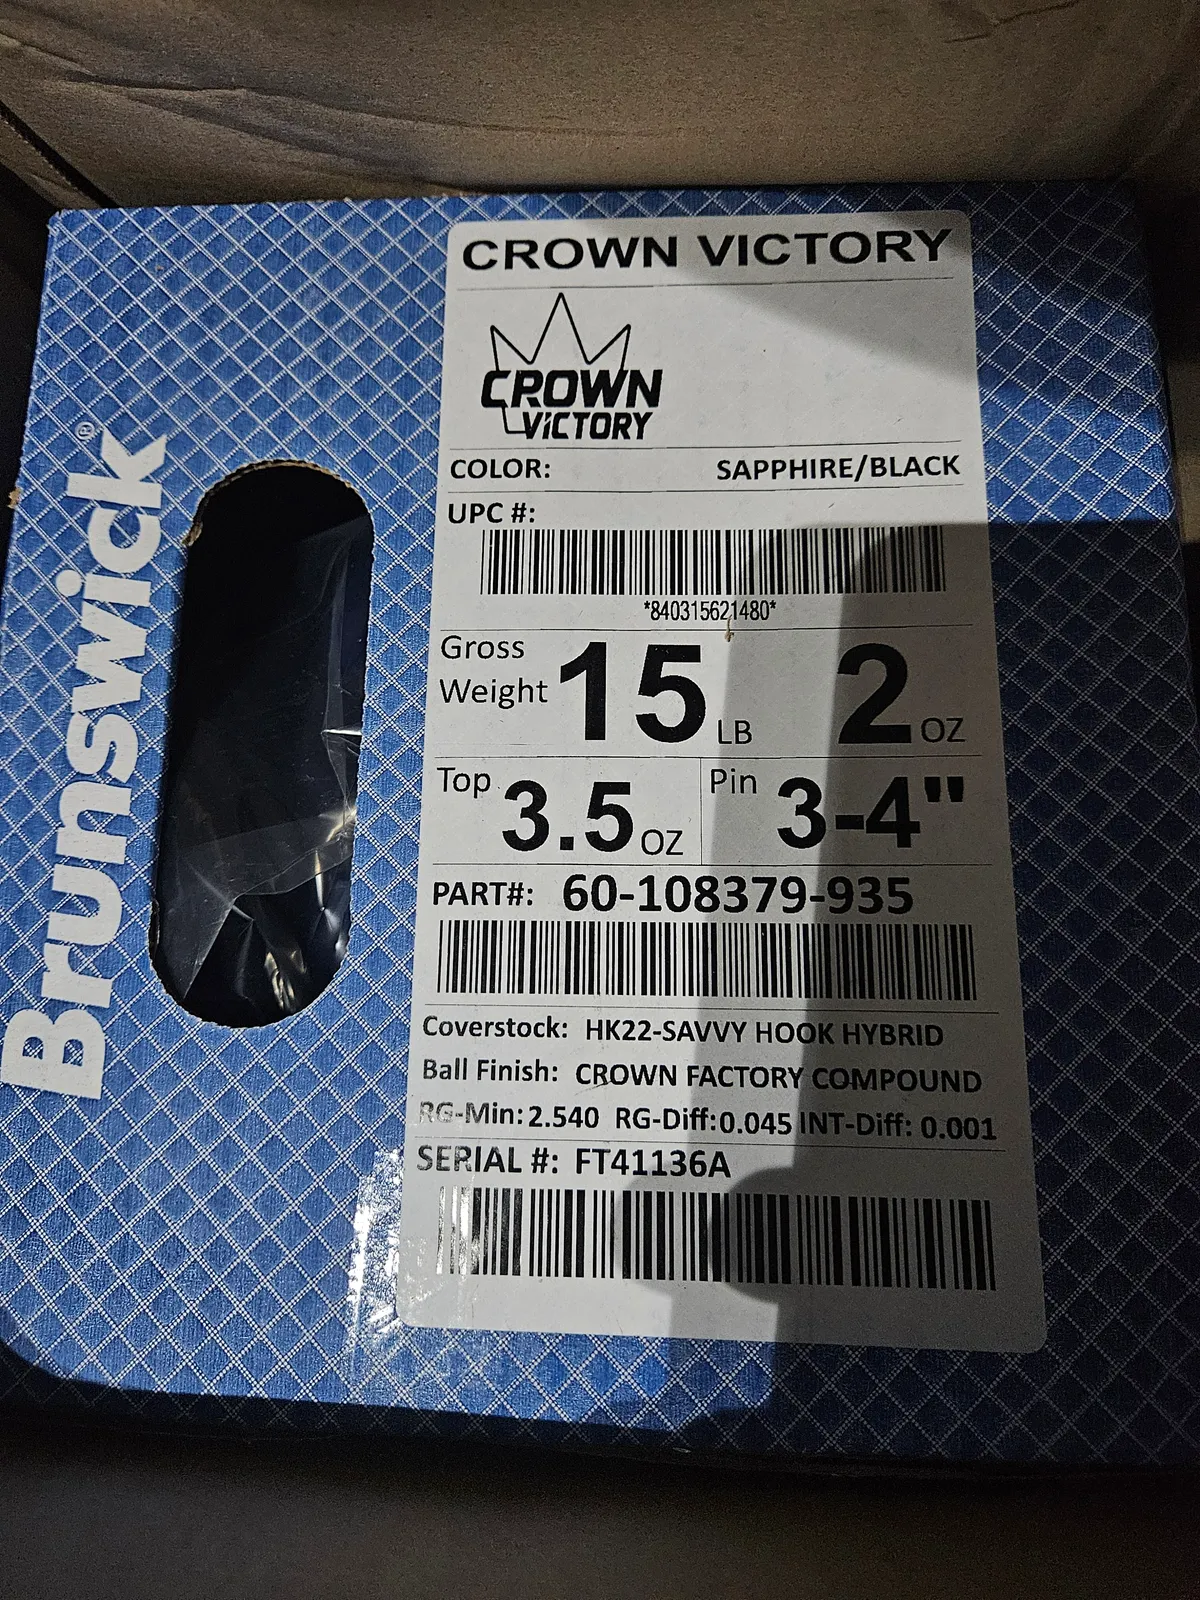 Brunswick®
CROWN VICTORY
CROWN
VICTORY
COLOR: SAPPHIRE/BLACK
UPC #:
*840315621480*
Gross
Weight 15 LB 2 OZ
Top 3.5 OZ Pin 3-4"
PART#: 60-108379-935
Coverstock: HK22-SAVVY HOOK HYBRID
Ball Finish: CROWN FACTORY COMPOUND
RG-Min: 2.540 RG-Diff: 0.045 INT-Diff: 0.001
SERIAL #: FT41136A